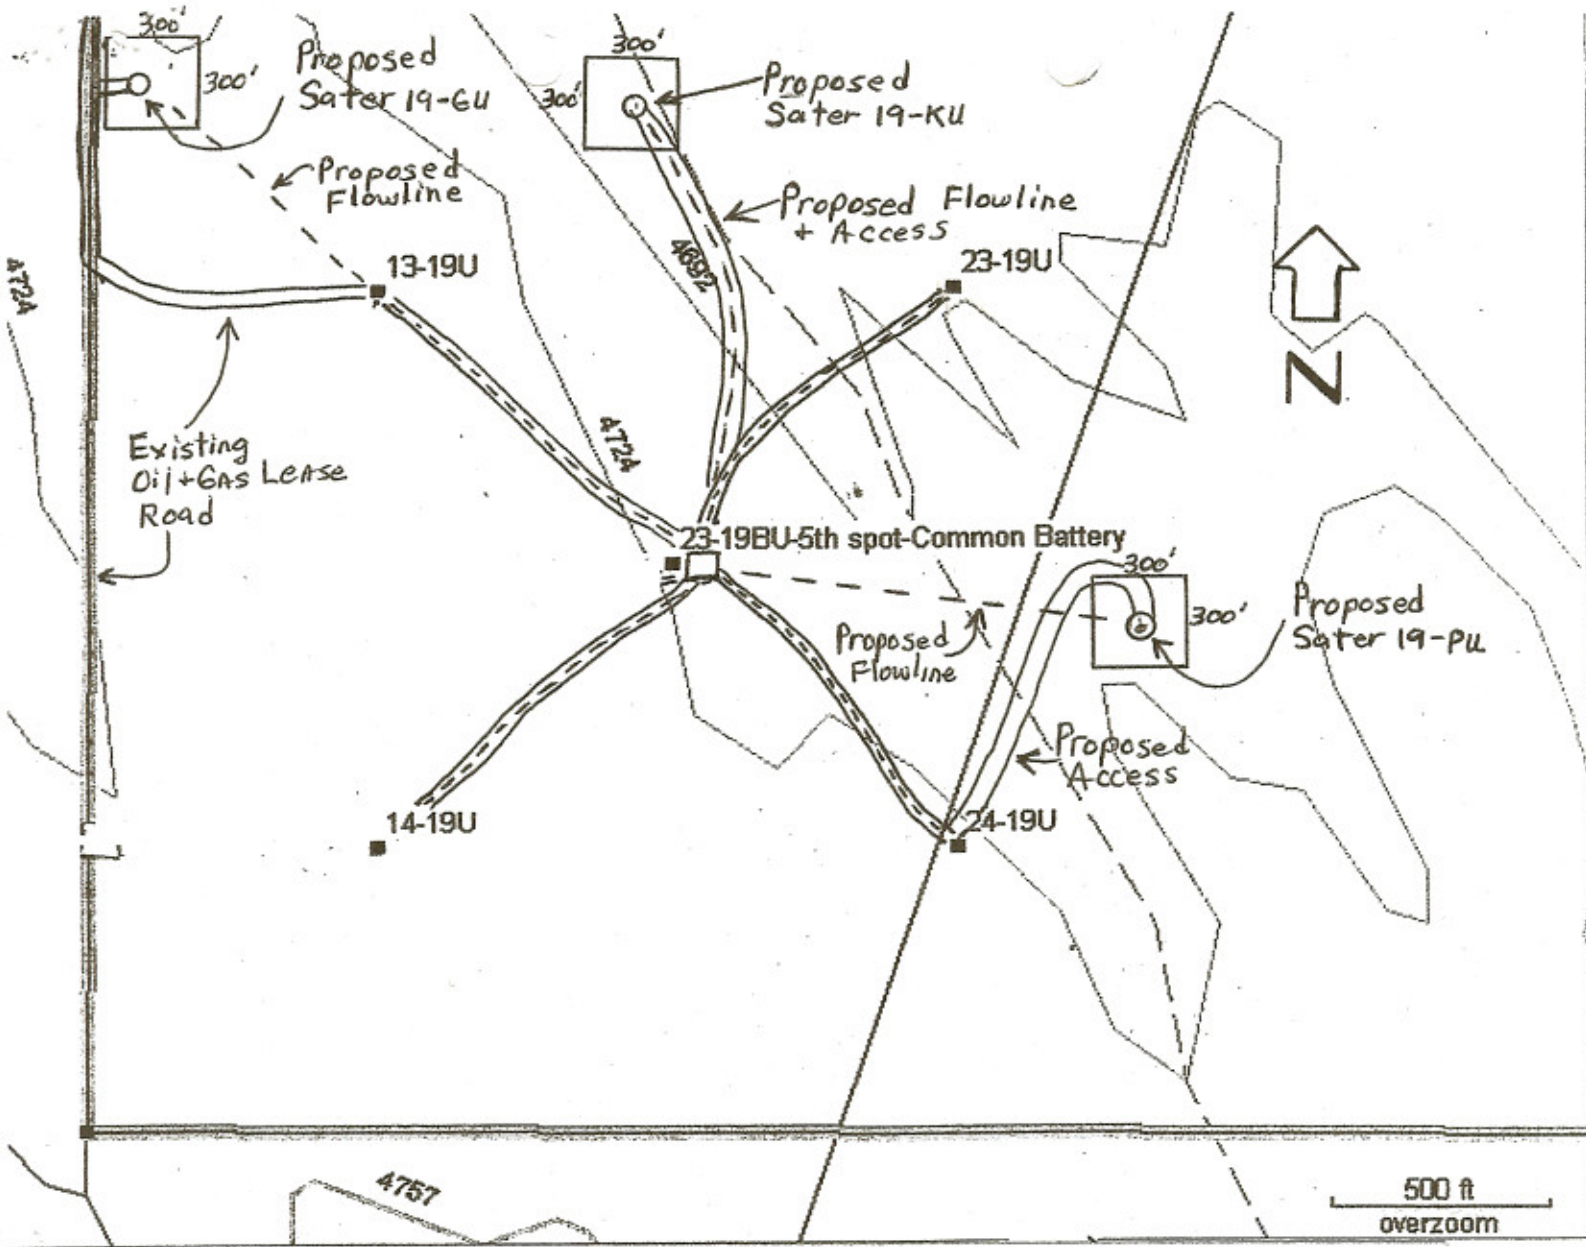 300'
Proposed
Sater 19-GU
300'
300'
300'
Proposed
Sater 19-KU
Proposed
Flowline
Proposed Flowline
+ Access
4724
13-19U
4692
23-19U
N
Existing
Oil+GAS LEASE
Road
4724
23-19BU-5th spot-Common Battery
300'
300'
Proposed
Sater 19-PU
Proposed
Flowline
Proposed
Access
14-19U
24-19U
4757
500 ft
overzoom